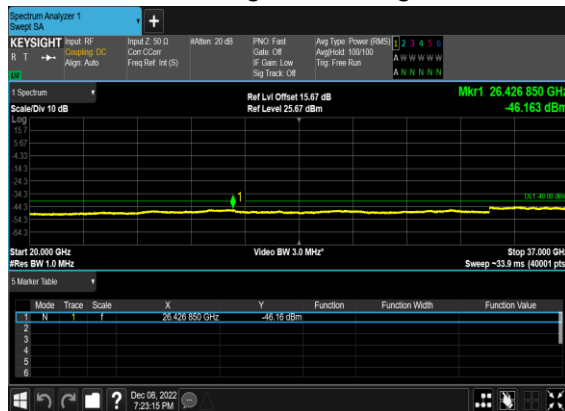 Spectrum Analyzer 1
Swept SA
+
KEYSIGHT Input: RF Input Z: 50 Ω #Atten: 20 dB PNO: Fast Avg Type: Power (RMS) 1 2 3 4 5 6
R T Coupling: DC Corr CCorr Gate: Off Avg|Hold: 100/100 A W W W W W
Align: Auto Freq Ref: Int (S) IF Gain: Low Trig: Free Run
Sig Track: Off A N N N N N
1 Spectrum Ref Lvl Offset 15.67 dB Mkr1 26.426 850 GHz
Scale/Div 10 dB Ref Level 25.67 dBm -46.163 dBm
Log
15.7
5.67
-4.33
-14.3
-24.3
-34.3
1
DL1 -40.00 dBm
-44.3
-54.3
-64.3
Start 20.000 GHz Video BW 3.0 MHz* Stop 37.000 GHz
#Res BW 1.0 MHz Sweep ~33.9 ms (40001 pts)
5 Marker Table
Mode Trace Scale X Y Function Function Width Function Value
1 N 1 f 26.426 850 GHz -46.16 dBm
2
3
4
5
6
? Dec 08, 2022
7:23:15 PM